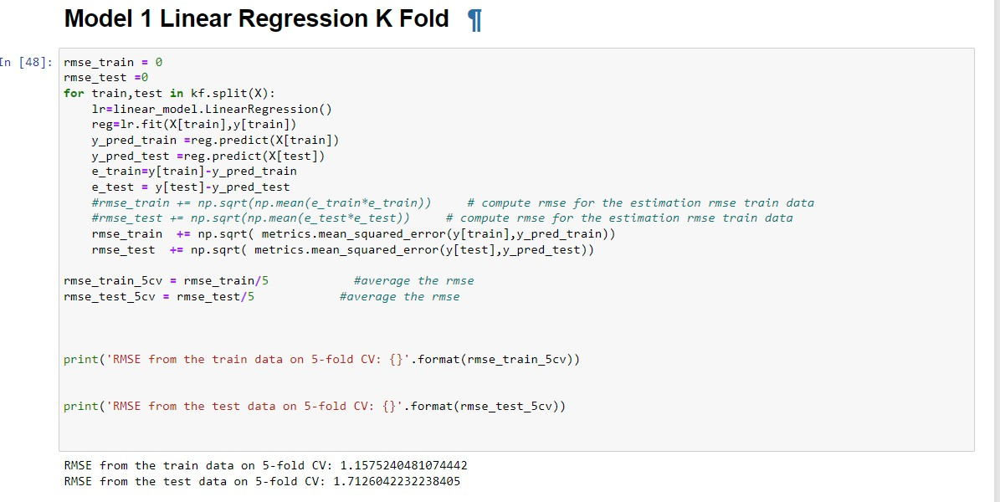 Model 1 Linear Regression K Fold ¶
In [48]:
rmse_train = 0
rmse_test =0
for train,test in kf.split(X):
    lr=linear_model.LinearRegression()
    reg=lr.fit(X[train],y[train])
    y_pred_train =reg.predict(X[train])
    y_pred_test =reg.predict(X[test])
    e_train=y[train]-y_pred_train
    e_test = y[test]-y_pred_test
    #rmse_train += np.sqrt(np.mean(e_train*e_train))     # compute rmse for the estimation rmse train data
    #rmse_test += np.sqrt(np.mean(e_test*e_test))     # compute rmse for the estimation rmse train data
    rmse_train  += np.sqrt( metrics.mean_squared_error(y[train],y_pred_train))
    rmse_test  += np.sqrt( metrics.mean_squared_error(y[test],y_pred_test))
rmse_train_5cv = rmse_train/5            #average the rmse
rmse_test_5cv = rmse_test/5            #average the rmse
print('RMSE from the train data on 5-fold CV: {}'.format(rmse_train_5cv))
print('RMSE from the test data on 5-fold CV: {}'.format(rmse_test_5cv))
RMSE from the train data on 5-fold CV: 1.1575240481074442
RMSE from the test data on 5-fold CV: 1.7126042232238405